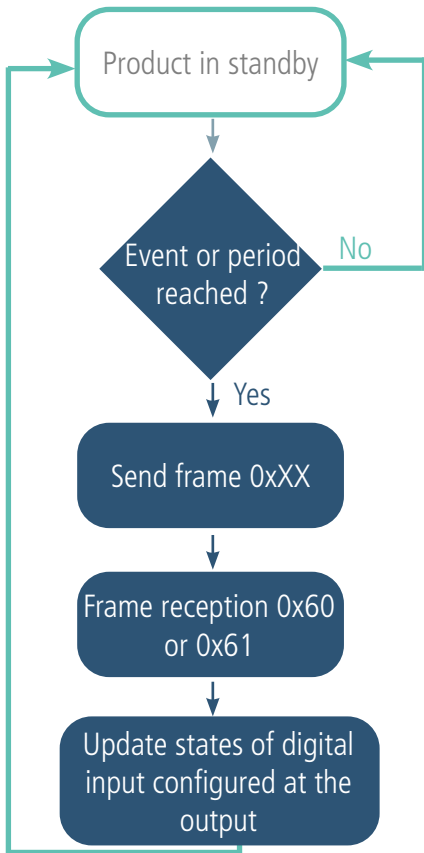 Product in standby
Event or period
reached ?
No
Yes
Send frame 0xXX
Frame reception 0x60
or 0x61
Update states of digital
input configured at the
output